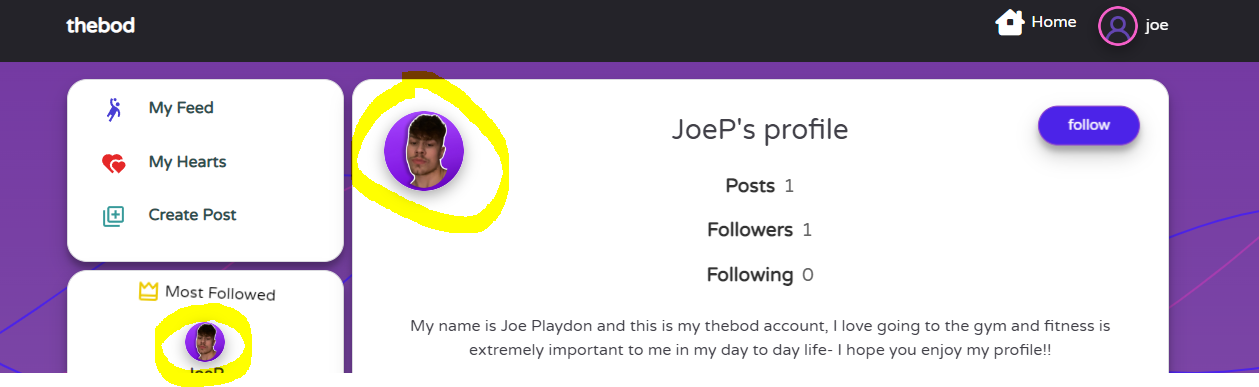 thebod
Home
joe
My Feed
My Hearts
Create Post
Most Followed
JoeP
JoeP's profile
follow
Posts 1
Followers 1
Following 0
My name is Joe Playdon and this is my thebod account, I love going to the gym and fitness is
extremely important to me in my day to day life- I hope you enjoy my profile!!